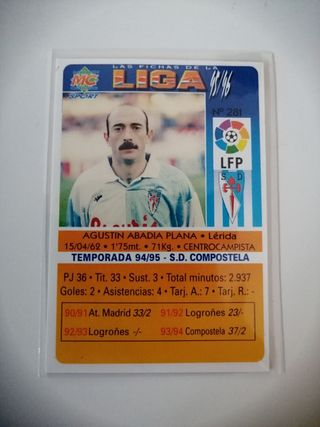 LAS FICHAS DE LA
MC
SPORT
LIGA
95/96
Nº 281
LFP
S D
AGUSTIN ABADIA PLANA • Lérida
15/04/62 • 1'75mt. • 71Kg. • CENTROCAMPISTA
TEMPORADA 94/95 - S.D. COMPOSTELA
PJ 36 • Tit. 33 • Sust. 3 • Total minutos: 2.937
Goles: 2 • Asistencias: 4 • Tarj. A.: 7 • Tarj. R.: -
90/91 At. Madrid 33/2 91/92 Logroñes 23/-
92/93 Logroñes -/- 93/94 Compostela 37/2